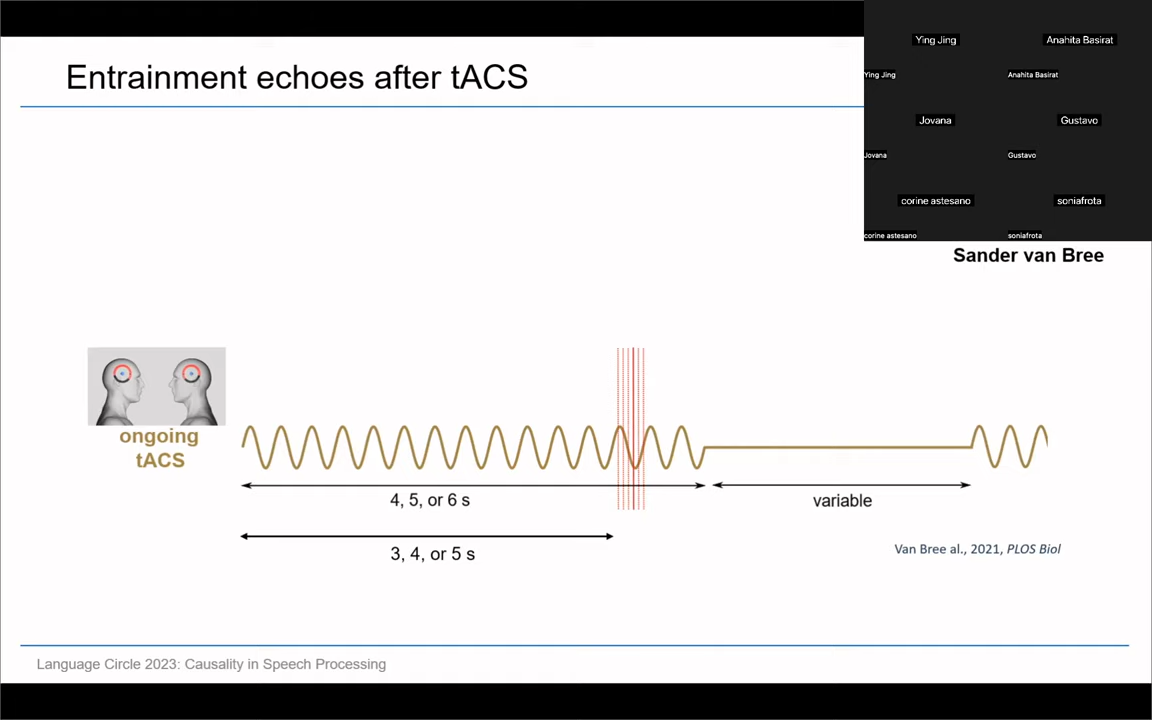 Entrainment echoes after tACS
Ying Jing
Anahita Basirat
Ying Jing
Anahita Basirat
Jovana
Gustavo
Jovana
Gustavo
corine astesano
soniafrota
corine astesano
soniafrota
Sander van Bree
ongoing
tACS
4, 5, or 6 s
variable
3, 4, or 5 s
Van Bree al., 2021, PLOS Biol
Language Circle 2023: Causality in Speech Processing